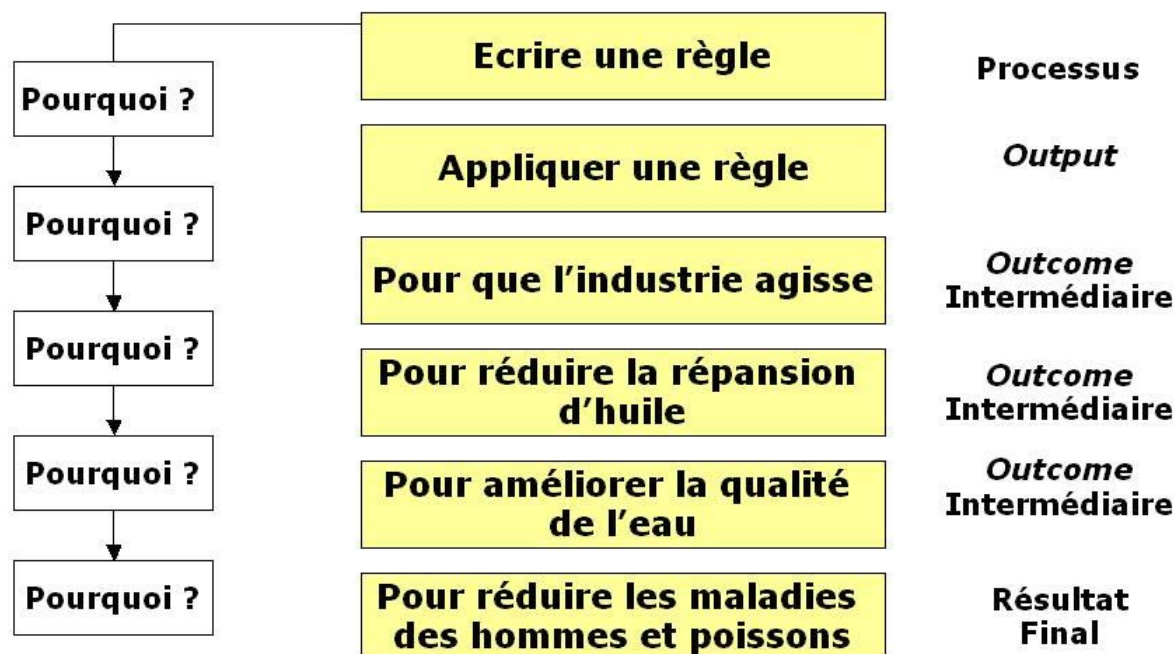 Ecrire une règle
Processus
Pourquoi ?
Appliquer une règle
Output
Pourquoi ?
Pour que l’industrie agisse
Outcome
Intermédiaire
Pourquoi ?
Pour réduire la répansion
d’huile
Outcome
Intermédiaire
Pourquoi ?
Pour améliorer la qualité
de l’eau
Outcome
Intermédiaire
Pourquoi ?
Pour réduire les maladies
des hommes et poissons
Résultat
Final